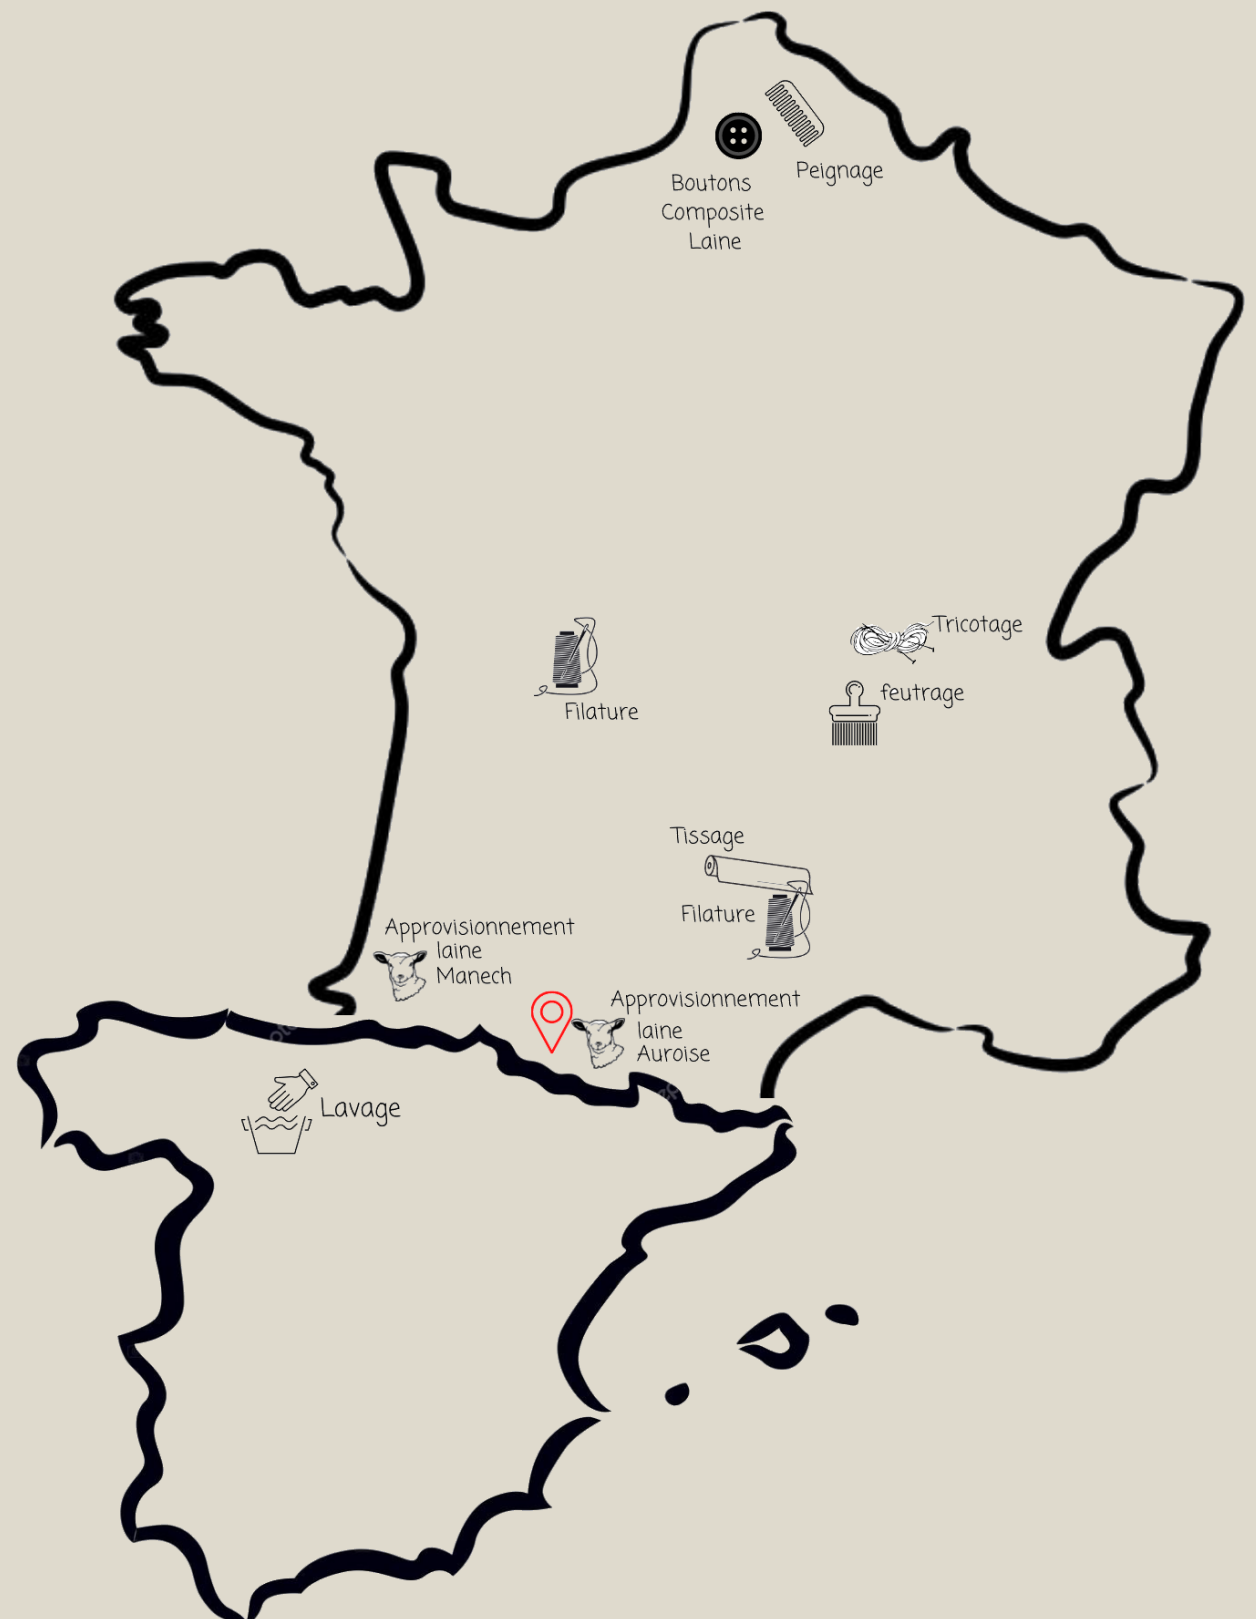 Peignage
Boutons
Composite
Laine
Tricotage
feutrage
Filature
Tissage
Filature
Approvisionnement
laine
Manech
Approvisionnement
laine
Auroise
Lavage